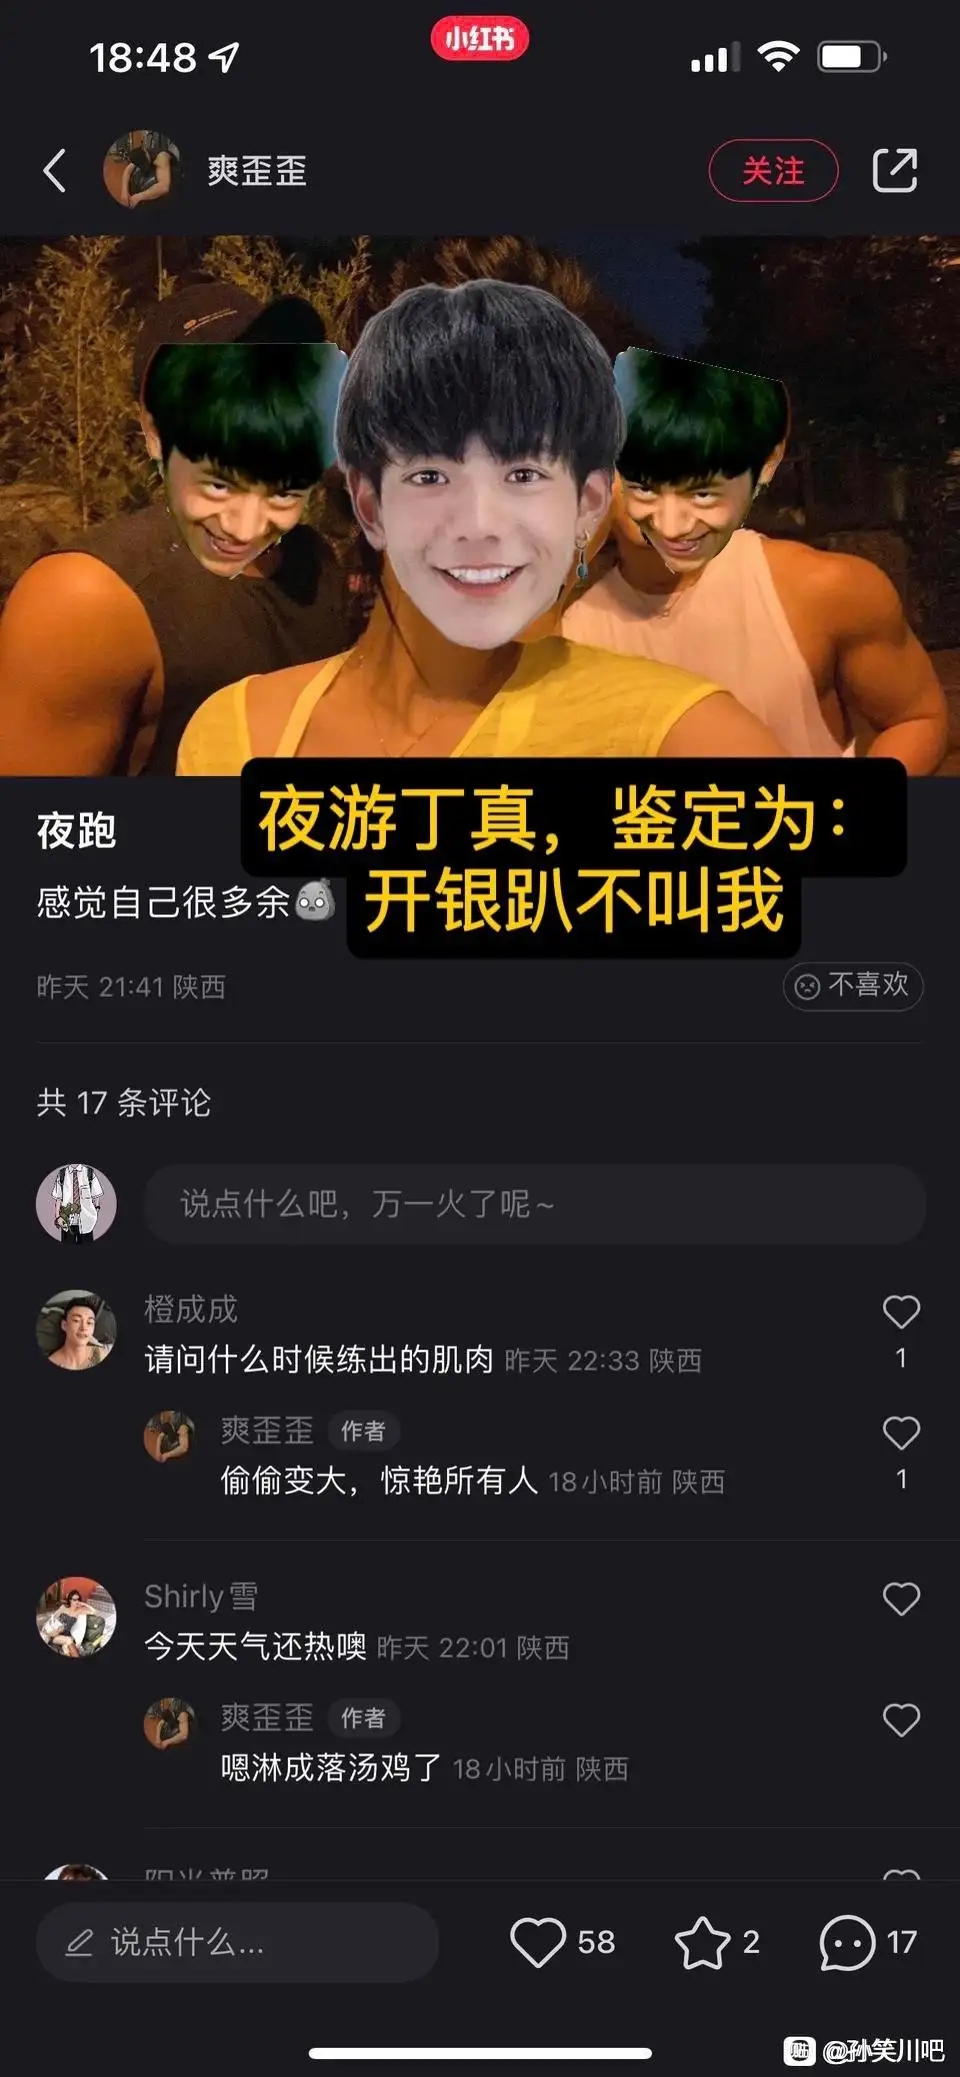 18:48
小红书
爽歪歪
关注
夜游丁真，鉴定为：
开银趴不叫我
夜跑
感觉自己很多余
昨天 21:41 陕西
不喜欢
共 17 条评论
说点什么吧，万一火了呢~
橙成成
请问什么时候练出的肌肉 昨天 22:33 陕西
1
爽歪歪 作者
偷偷变大，惊艳所有人 18小时前 陕西
1
Shirly雪
今天天气还热噢 昨天 22:01 陕西
爽歪歪 作者
嗯淋成落汤鸡了 18小时前 陕西
阳光普照
说点什么...
58
2
17
@孙笑川吧